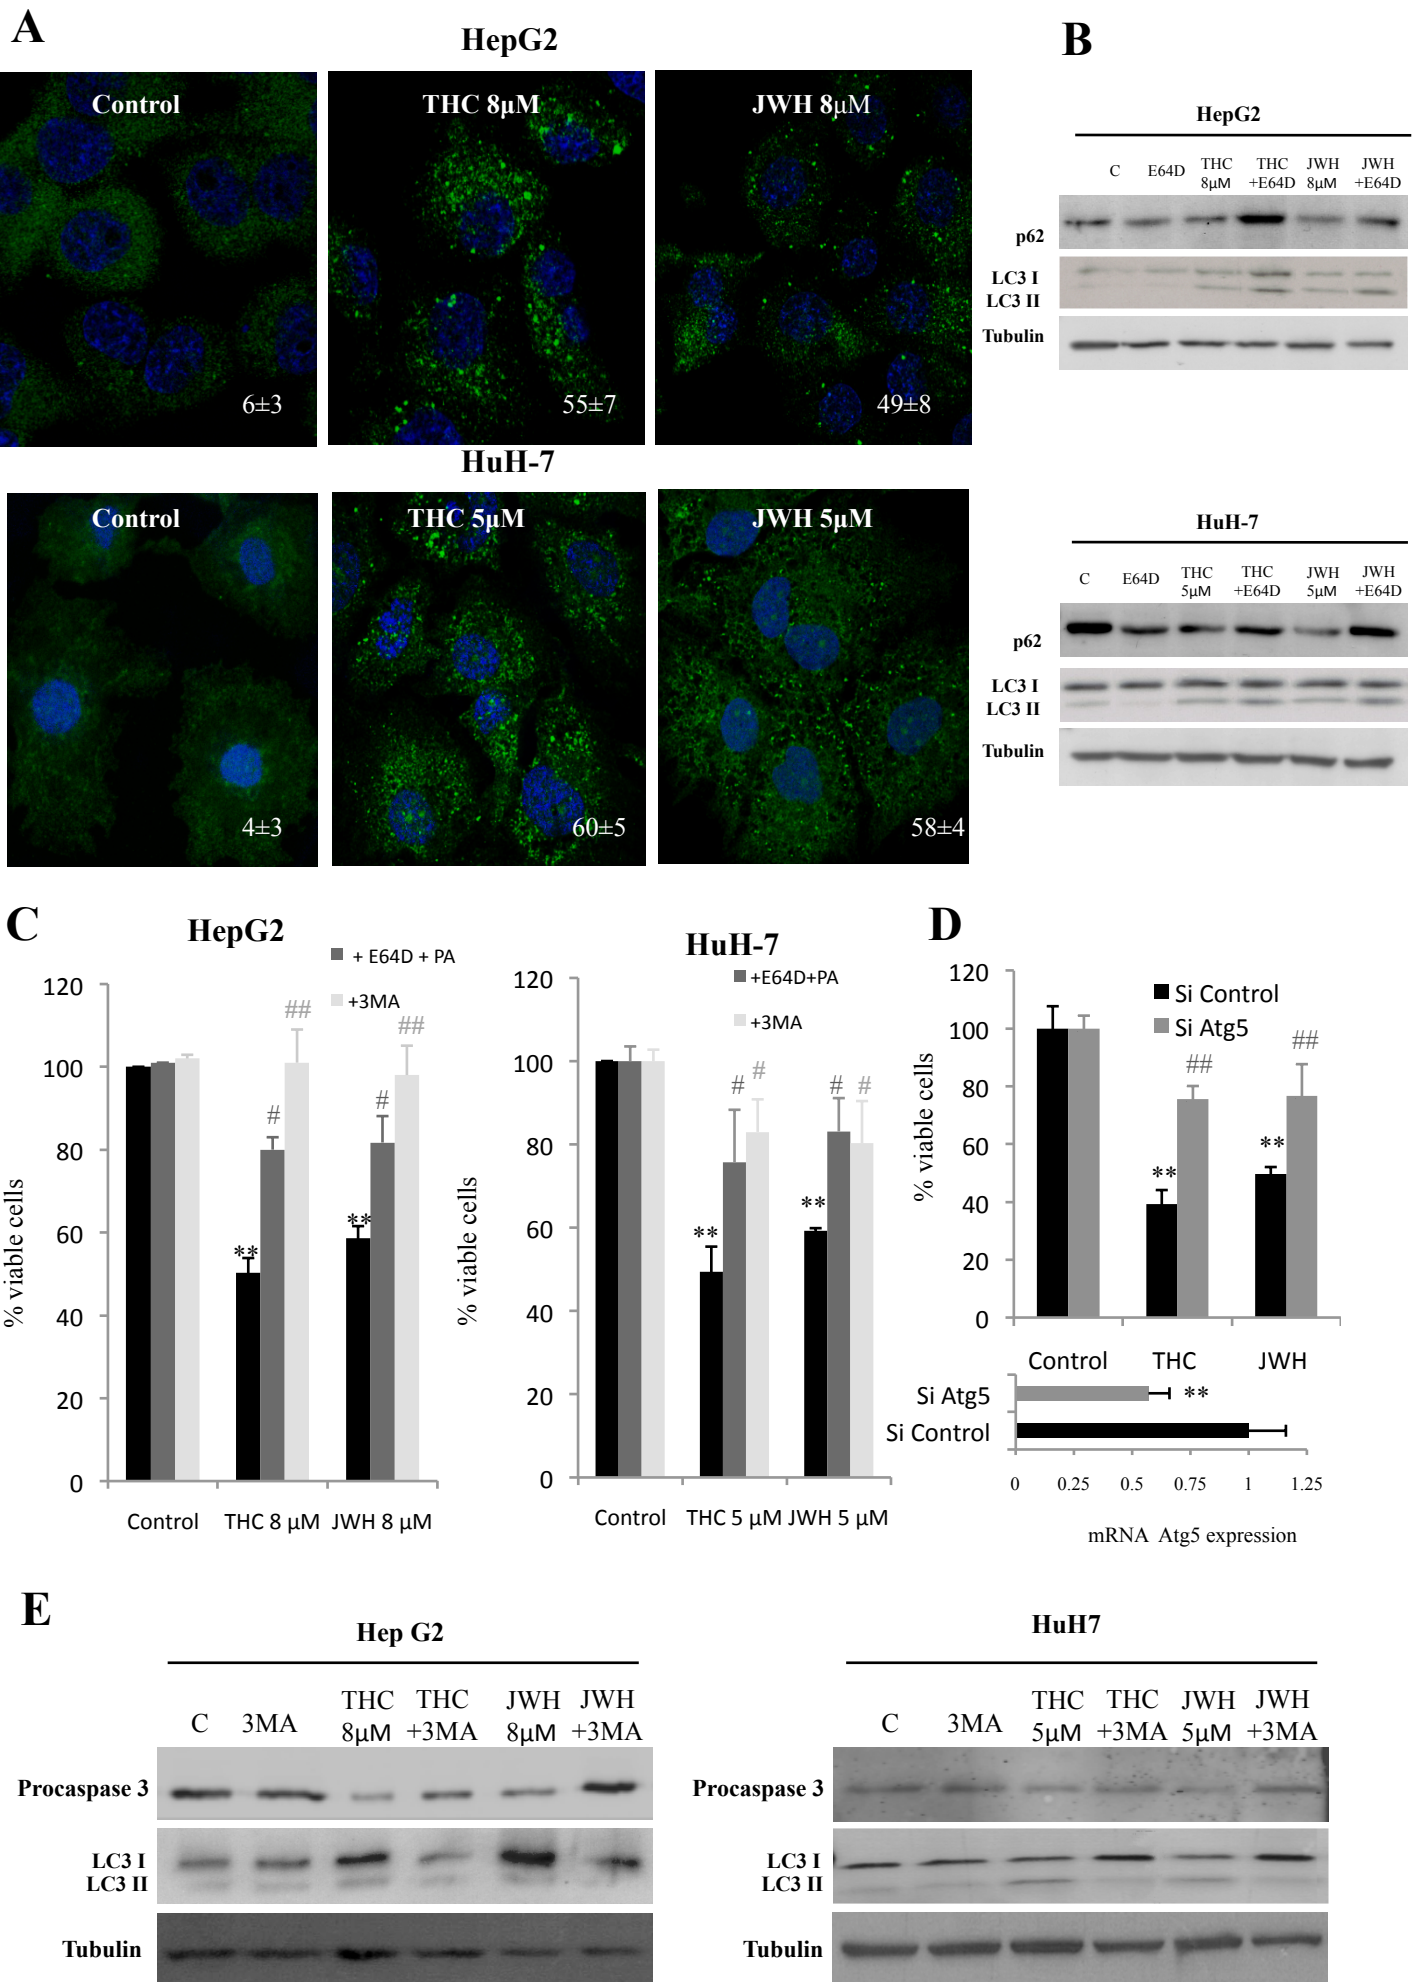 A
HepG2
Control
THC 8μM
JWH 8μM
6±3
55±7
49±8
HuH-7
Control
THC 5μM
JWH 5μM
4±3
60±5
58±4
B
HepG2
C E64D THC 8μM THC +E64D JWH 8μM JWH +E64D
p62
LC3 I
LC3 II
Tubulin
HuH-7
C E64D THC 5μM THC +E64D JWH 5μM JWH +E64D
p62
LC3 I
LC3 II
Tubulin
C
HepG2
+ E64D + PA
+3MA
% viable cells
120
100
80
60
40
20
0
** # ## ** # ##
Control THC 8 μM JWH 8 μM
HuH-7
+E64D+PA
+3MA
% viable cells
120
100
80
60
40
20
0
** # # ** # #
Control THC 5 μM JWH 5 μM
D
Si Control
Si Atg5
% viable cells
120
100
80
60
40
20
0
** ## ** ##
Control THC JWH
Si Atg5 **
Si Control
0 0.25 0.5 0.75 1 1.25
mRNA Atg5 expression
E
Hep G2
C 3MA THC 8μM THC +3MA JWH 8μM JWH +3MA
Procaspase 3
LC3 I
LC3 II
Tubulin
HuH7
C 3MA THC 5μM THC +3MA JWH 5μM JWH +3MA
Procaspase 3
LC3 I
LC3 II
Tubulin